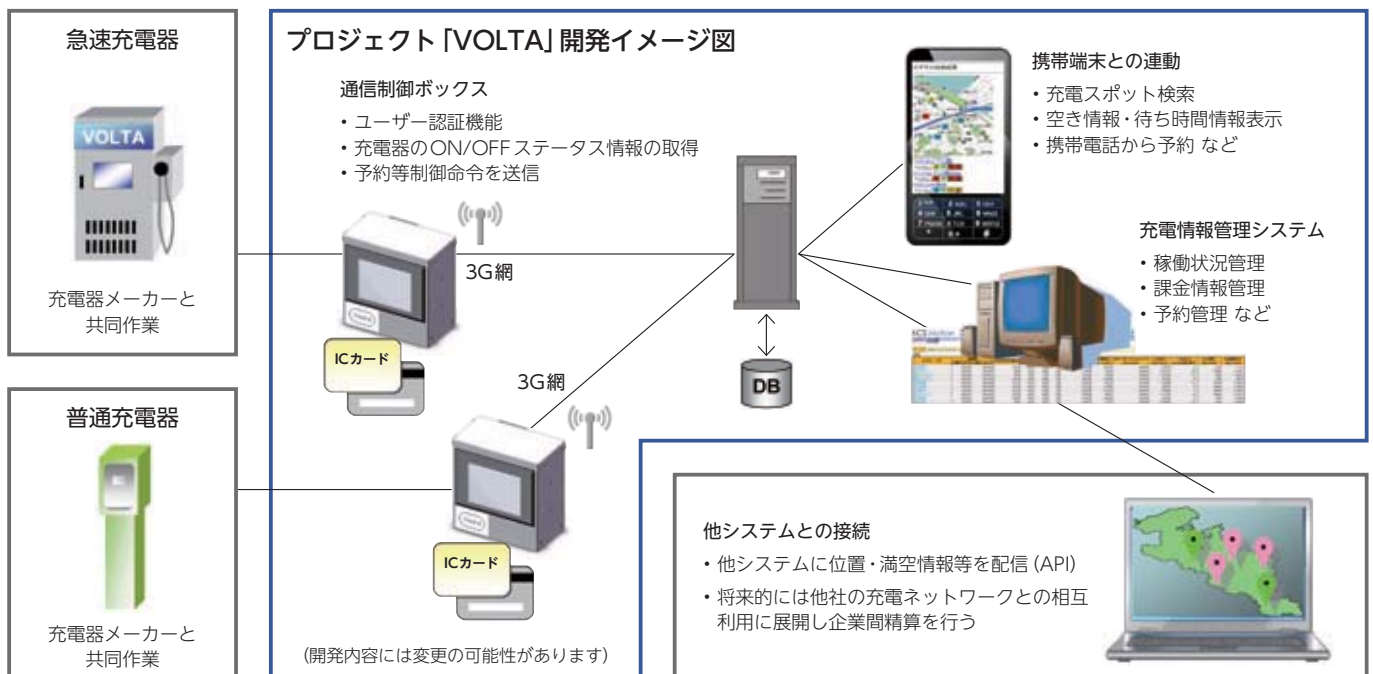 急速充電器
VOLTA
充電器メーカーと
共同作業
普通充電器
充電器メーカーと
共同作業
プロジェクト「VOLTA」開発イメージ図
通信制御ボックス
・ユーザー認証機能
・充電器のON/OFFステータス情報の取得
・予約等制御命令を送信
3G網
ICカード
3G網
ICカード
(開発内容には変更の可能性があります)
DB
携帯端末との連動
・充電スポット検索
・空き情報・待ち時間情報表示
・携帯電話から予約 など
充電情報管理システム
・稼働状況管理
・課金情報管理
・予約管理 など
他システムとの接続
・他システムに位置・満空情報等を配信 (API)
・将来的には他社の充電ネットワークとの相互
利用に展開し企業間精算を行う